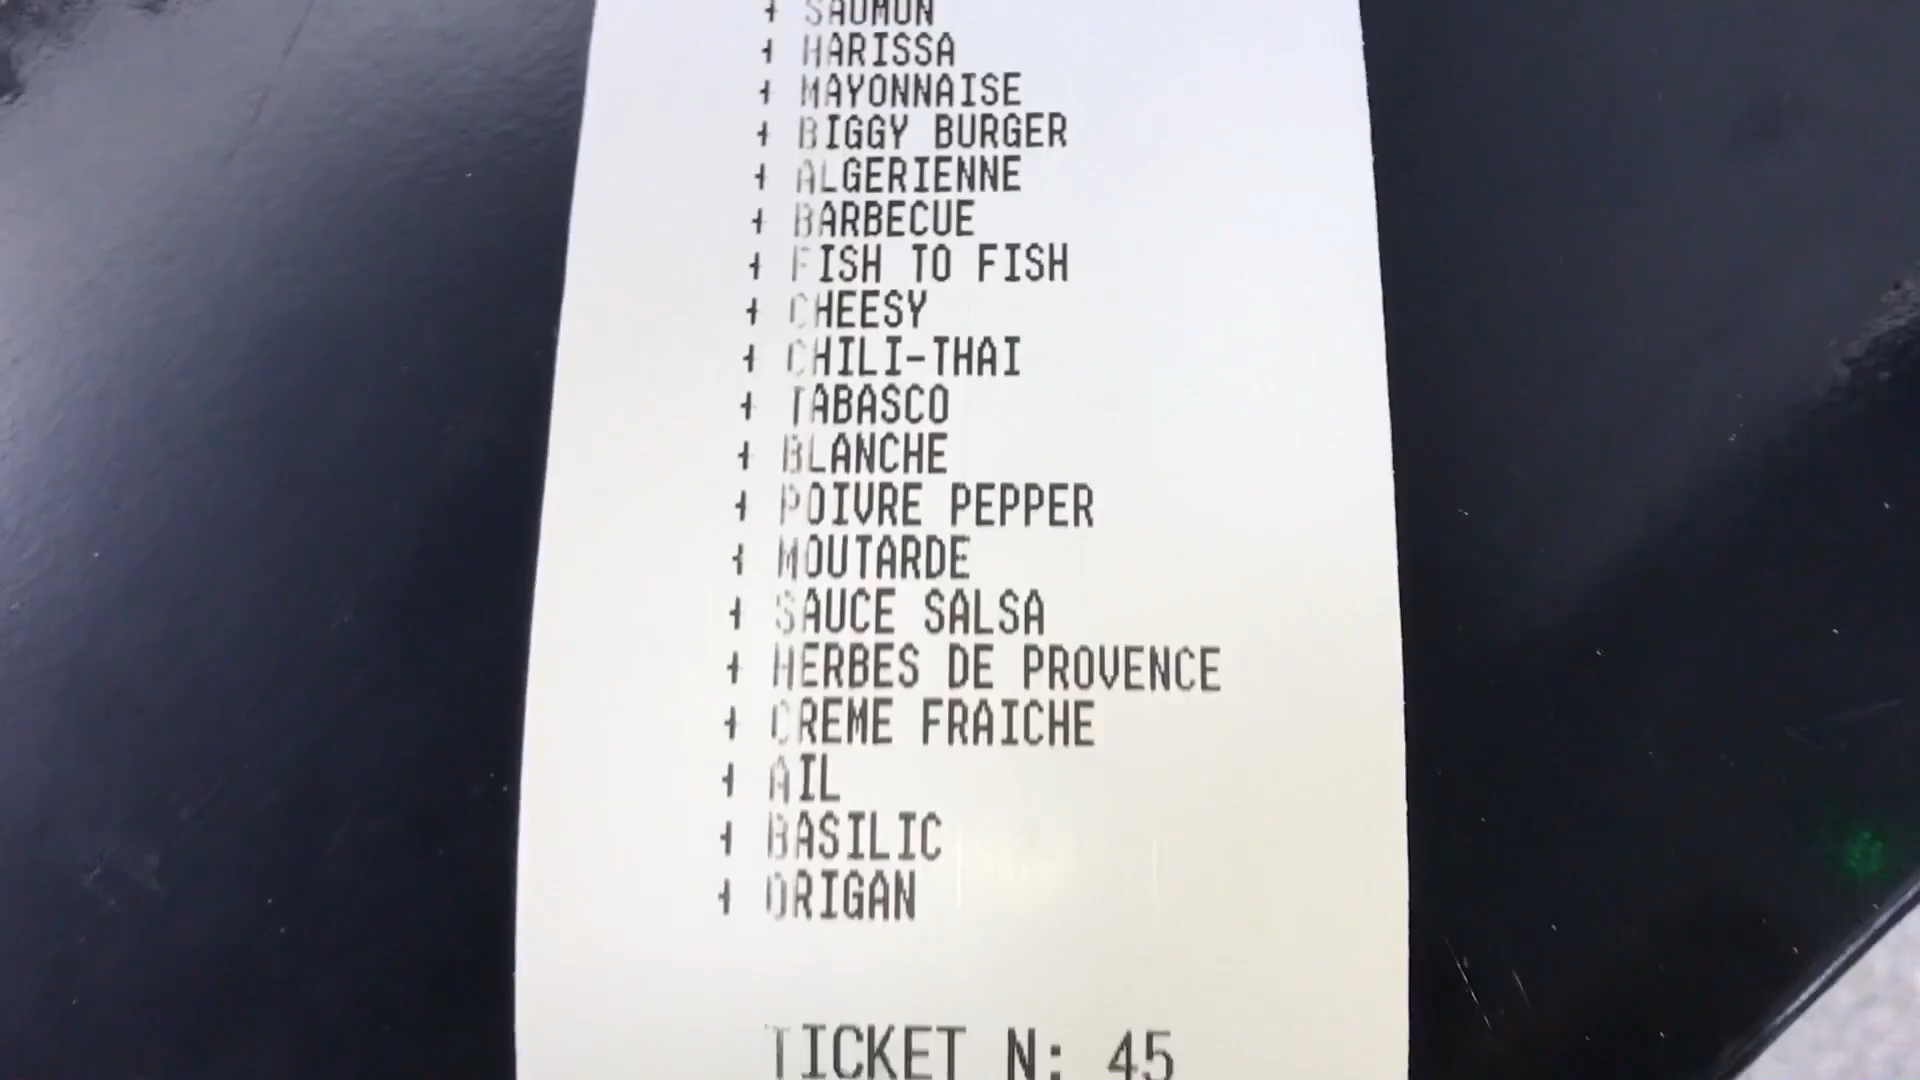 + SAUMON
+ HARISSA
+ MAYONNAISE
+ BIGGY BURGER
+ ALGERIENNE
+ BARBECUE
+ FISH TO FISH
+ CHEESY
+ CHILI-THAI
+ TABASCO
+ BLANCHE
+ POIVRE PEPPER
+ MOUTARDE
+ SAUCE SALSA
+ HERBES DE PROVENCE
+ CREME FRAICHE
+ AIL
+ BASILIC
+ ORIGAN
TICKET N: 45